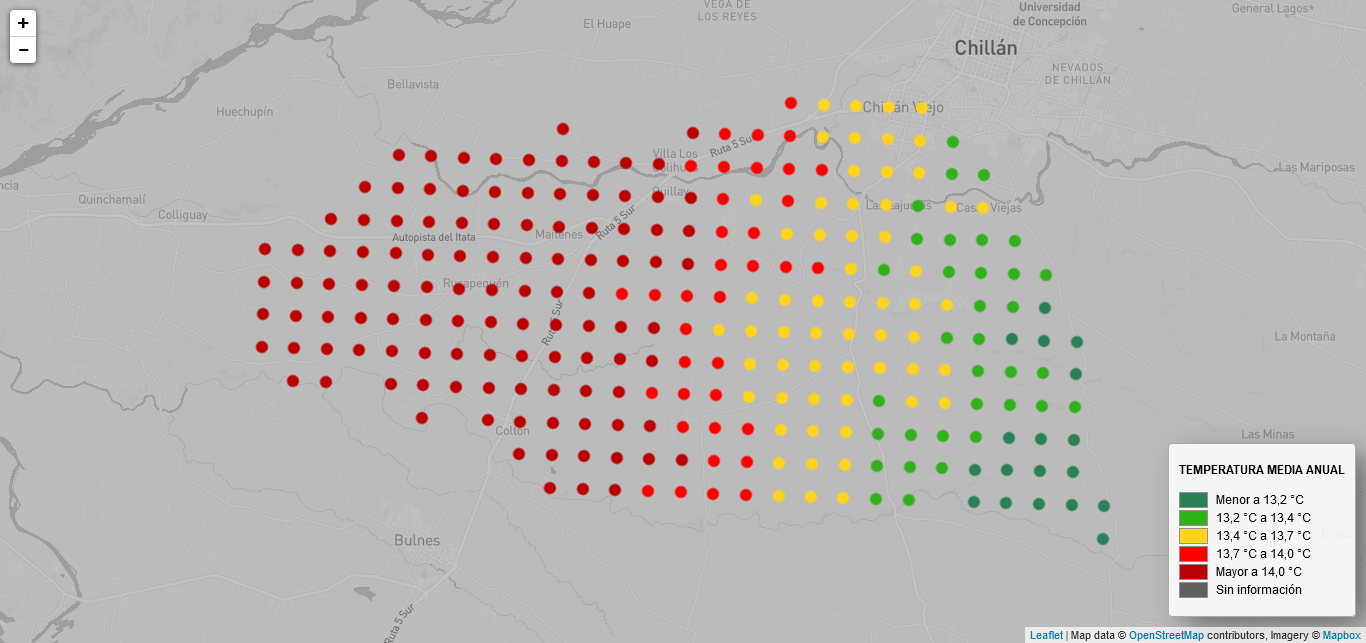 +
−
VEGA DE
LOS REYES
El Huape
Universidad
de Concepción
General Lagos
Chillán
NEVADOS
DE CHILLÁN
Bellavista
Huechupín
Chillán Viejo
Ruta 5 Sur
Villa Los
Quillay
Las Mariposas
Quinchamalí
Colliguay
Casas Viejas
Ruta 5 Sur
Maitenes
Autopista del Itata
Rucapequén
Ruta 5 Sur
La Montaña
Colton
Las Minas
Bulnes
Ruta 5 Sur
TEMPERATURA MEDIA ANUAL
Menor a 13,2 °C
13,2 °C a 13,4 °C
13,4 °C a 13,7 °C
13,7 °C a 14,0 °C
Mayor a 14,0 °C
Sin información
Leaflet | Map data © OpenStreetMap contributors, Imagery © Mapbox